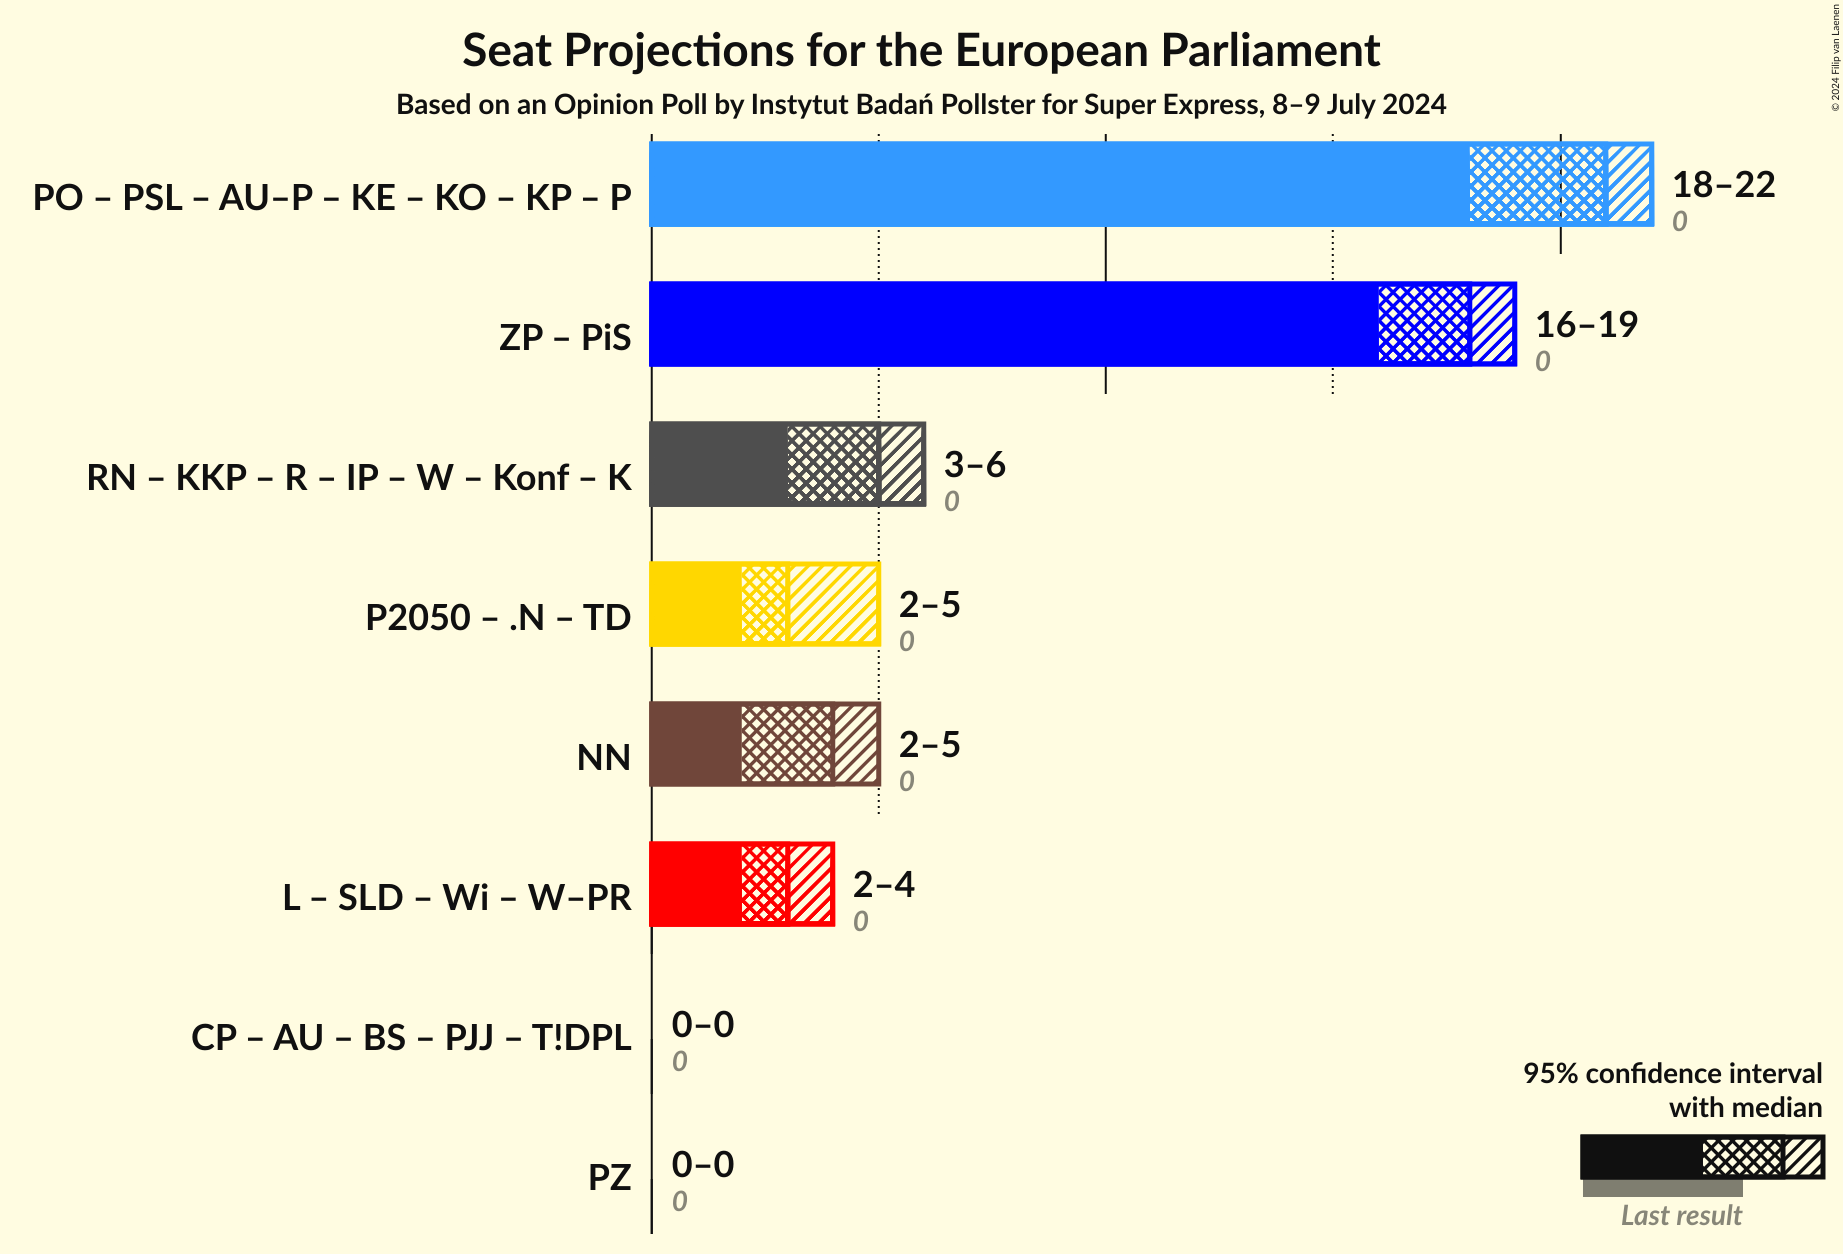 Seat Projections for the European Parliament
Based on an Opinion Poll by Instytut Badań Pollster for Super Express, 8–9 July 2024
© 2024 Filip van Laenen
PO – PSL – AU–P – KE – KO – KP – P
18–22
0
ZP – PiS
16–19
0
RN – KKP – R – IP – W – Konf – K
3–6
0
P2050 – .N – TD
2–5
0
NN
2–5
0
L – SLD – Wi – W–PR
2–4
0
CP – AU – BS – PJJ – T!DPL
0–0
0
PZ
0–0
0
95% confidence interval
with median
Last result